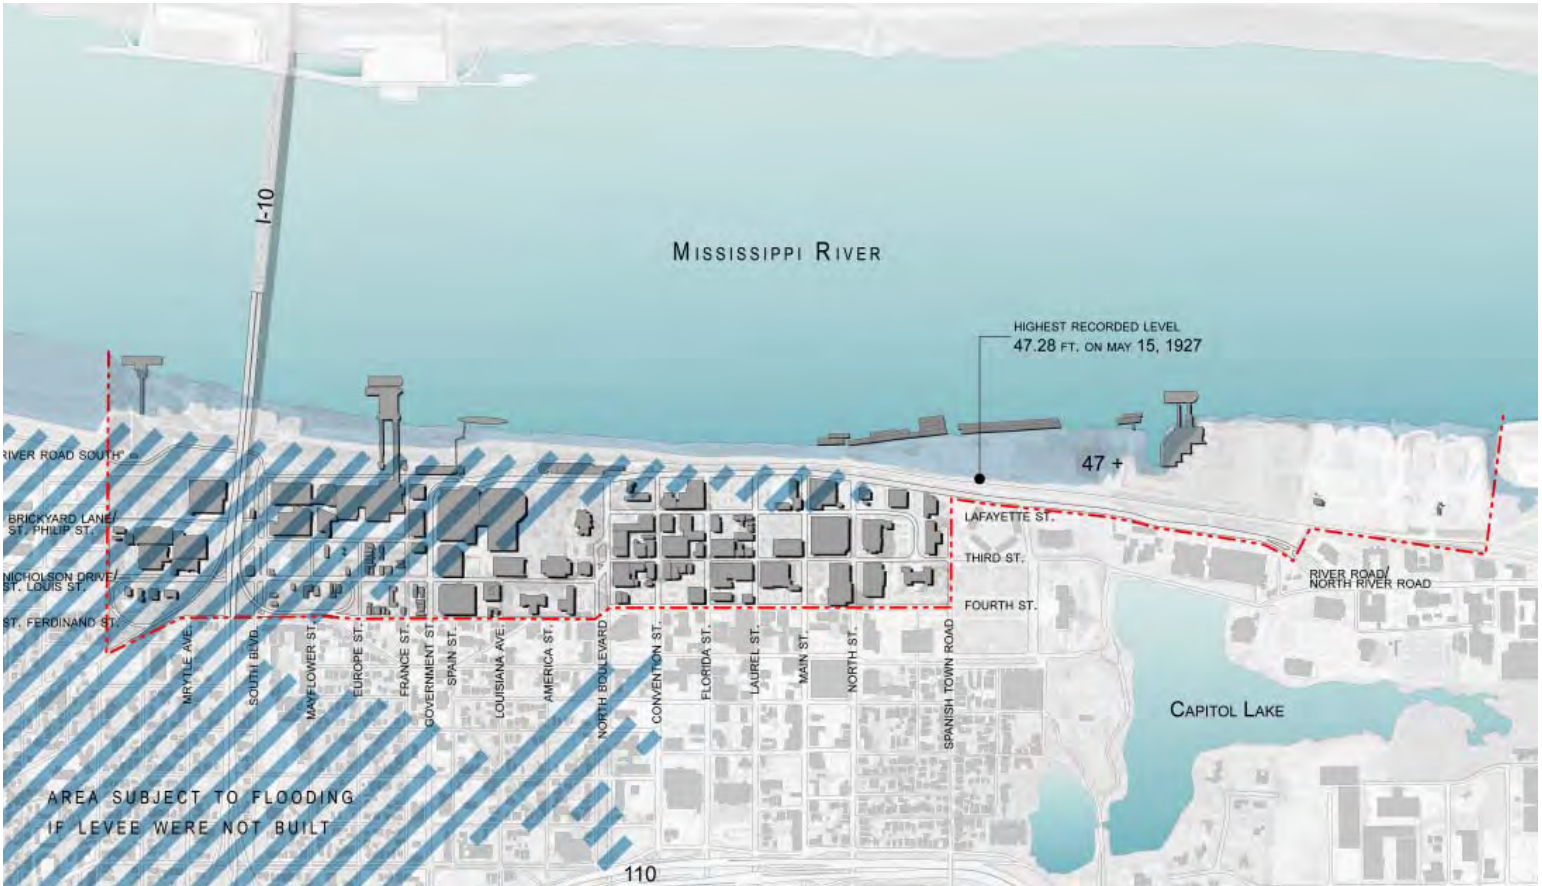 I-10
MISSISSIPPI RIVER
HIGHEST RECORDED LEVEL
47.28 FT. ON MAY 15, 1927
47 +
RIVER ROAD SOUTH
BRICKYARD LANE/
ST. PHILIP ST.
NICHOLSON DRIVE/
ST. LOUIS ST.
ST. FERDINAND ST.
LAFAYETTE ST.
THIRD ST.
FOURTH ST.
RIVER ROAD/
NORTH RIVER ROAD
MRYTLE AVE.
SOUTH BLVD.
MAYFLOWER ST.
EUROPE ST.
FRANCE ST.
GOVERNMENT ST.
SPAIN ST.
LOUISIANA AVE.
AMERICA ST.
NORTH BOULEVARD
CONVENTION ST.
FLORIDA ST.
LAUREL ST.
MAIN ST.
NORTH ST.
SPANISH TOWN ROAD
CAPITOL LAKE
AREA SUBJECT TO FLOODING
IF LEVEE WERE NOT BUILT
110